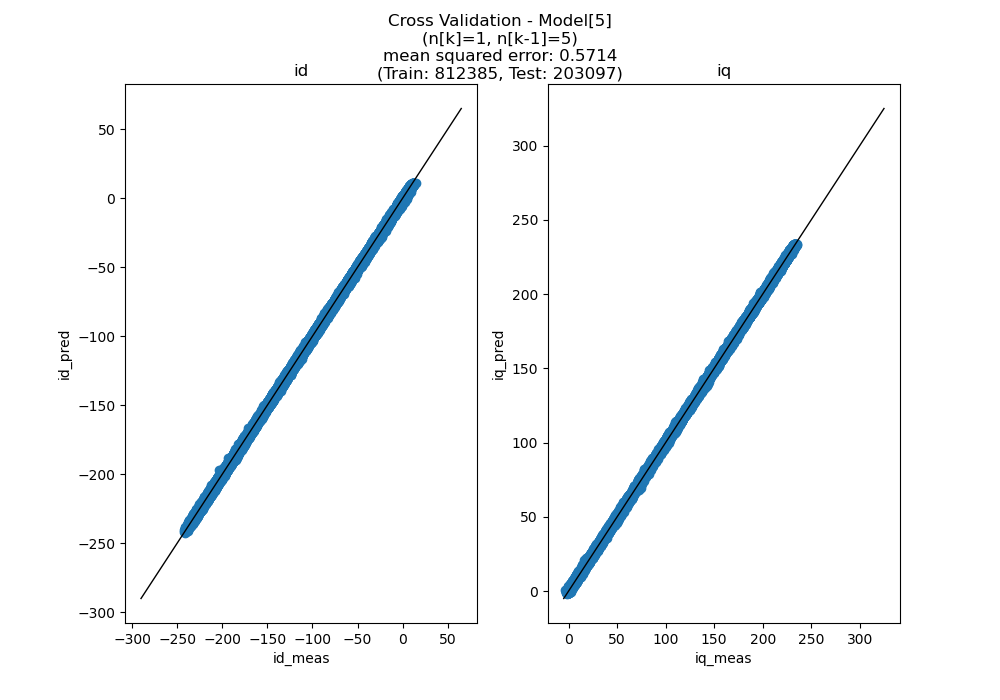 Cross Validation - Model[5]
(n[k]=1, n[k-1]=5)
mean squared error: 0.5714
(Train: 812385, Test: 203097)
id
50
0
−50
−100
−150
−200
−250
−300
id_pred
−300 −250 −200 −150 −100 −50 0 50
id_meas
iq
300
250
200
150
100
50
0
iq_pred
0 50 100 150 200 250 300
iq_meas